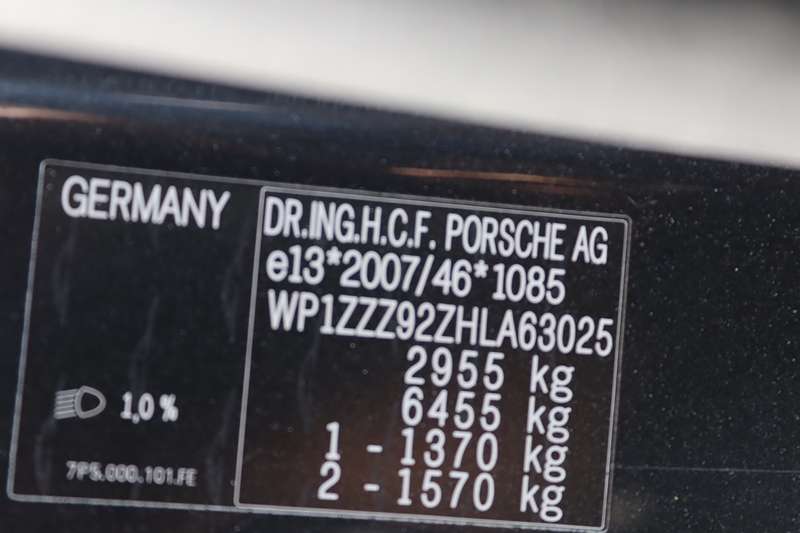 GERMANY
1,0 %
7P5.000.101.FE
DR.ING.H.C.F. PORSCHE AG
e13*2007/46*1085
WP1ZZZ92ZHLA63025
2955 kg
6455 kg
1 - 1370 kg
2 - 1570 kg